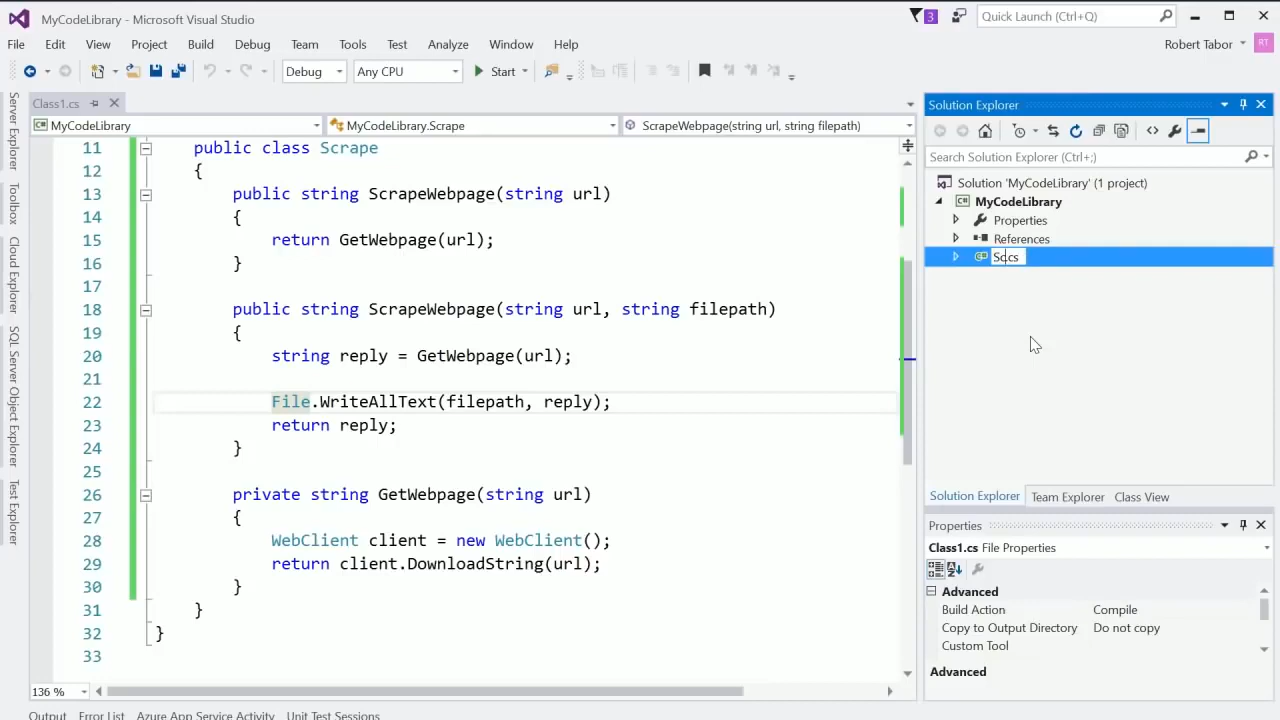 MyCodeLibrary - Microsoft Visual Studio
3
Quick Launch (Ctrl+Q)
File Edit View Project Build Debug Team Tools Test Analyze Window Help
Robert Tabor
RT
Debug
Any CPU
Start
Server Explorer
Toolbox
Cloud Explorer
SQL Server Object Explorer
Test Explorer
Class1.cs
MyCodeLibrary
MyCodeLibrary.Scrape
ScrapeWebpage(string url, string filepath)
11 public class Scrape
12 {
13 public string ScrapeWebpage(string url)
14 {
15 return GetWebpage(url);
16 }
17
18 public string ScrapeWebpage(string url, string filepath)
19 {
20 string reply = GetWebpage(url);
21
22 File.WriteAllText(filepath, reply);
23 return reply;
24 }
25
26 private string GetWebpage(string url)
27 {
28 WebClient client = new WebClient();
29 return client.DownloadString(url);
30 }
31 }
32 }
33
136 %
Output Error List Azure App Service Activity Unit Test Sessions
Solution Explorer
Search Solution Explorer (Ctrl+;)
Solution 'MyCodeLibrary' (1 project)
MyCodeLibrary
Properties
References
Sc.cs
Solution Explorer Team Explorer Class View
Properties
Class1.cs File Properties
Advanced
Build Action Compile
Copy to Output Directory Do not copy
Custom Tool
Advanced